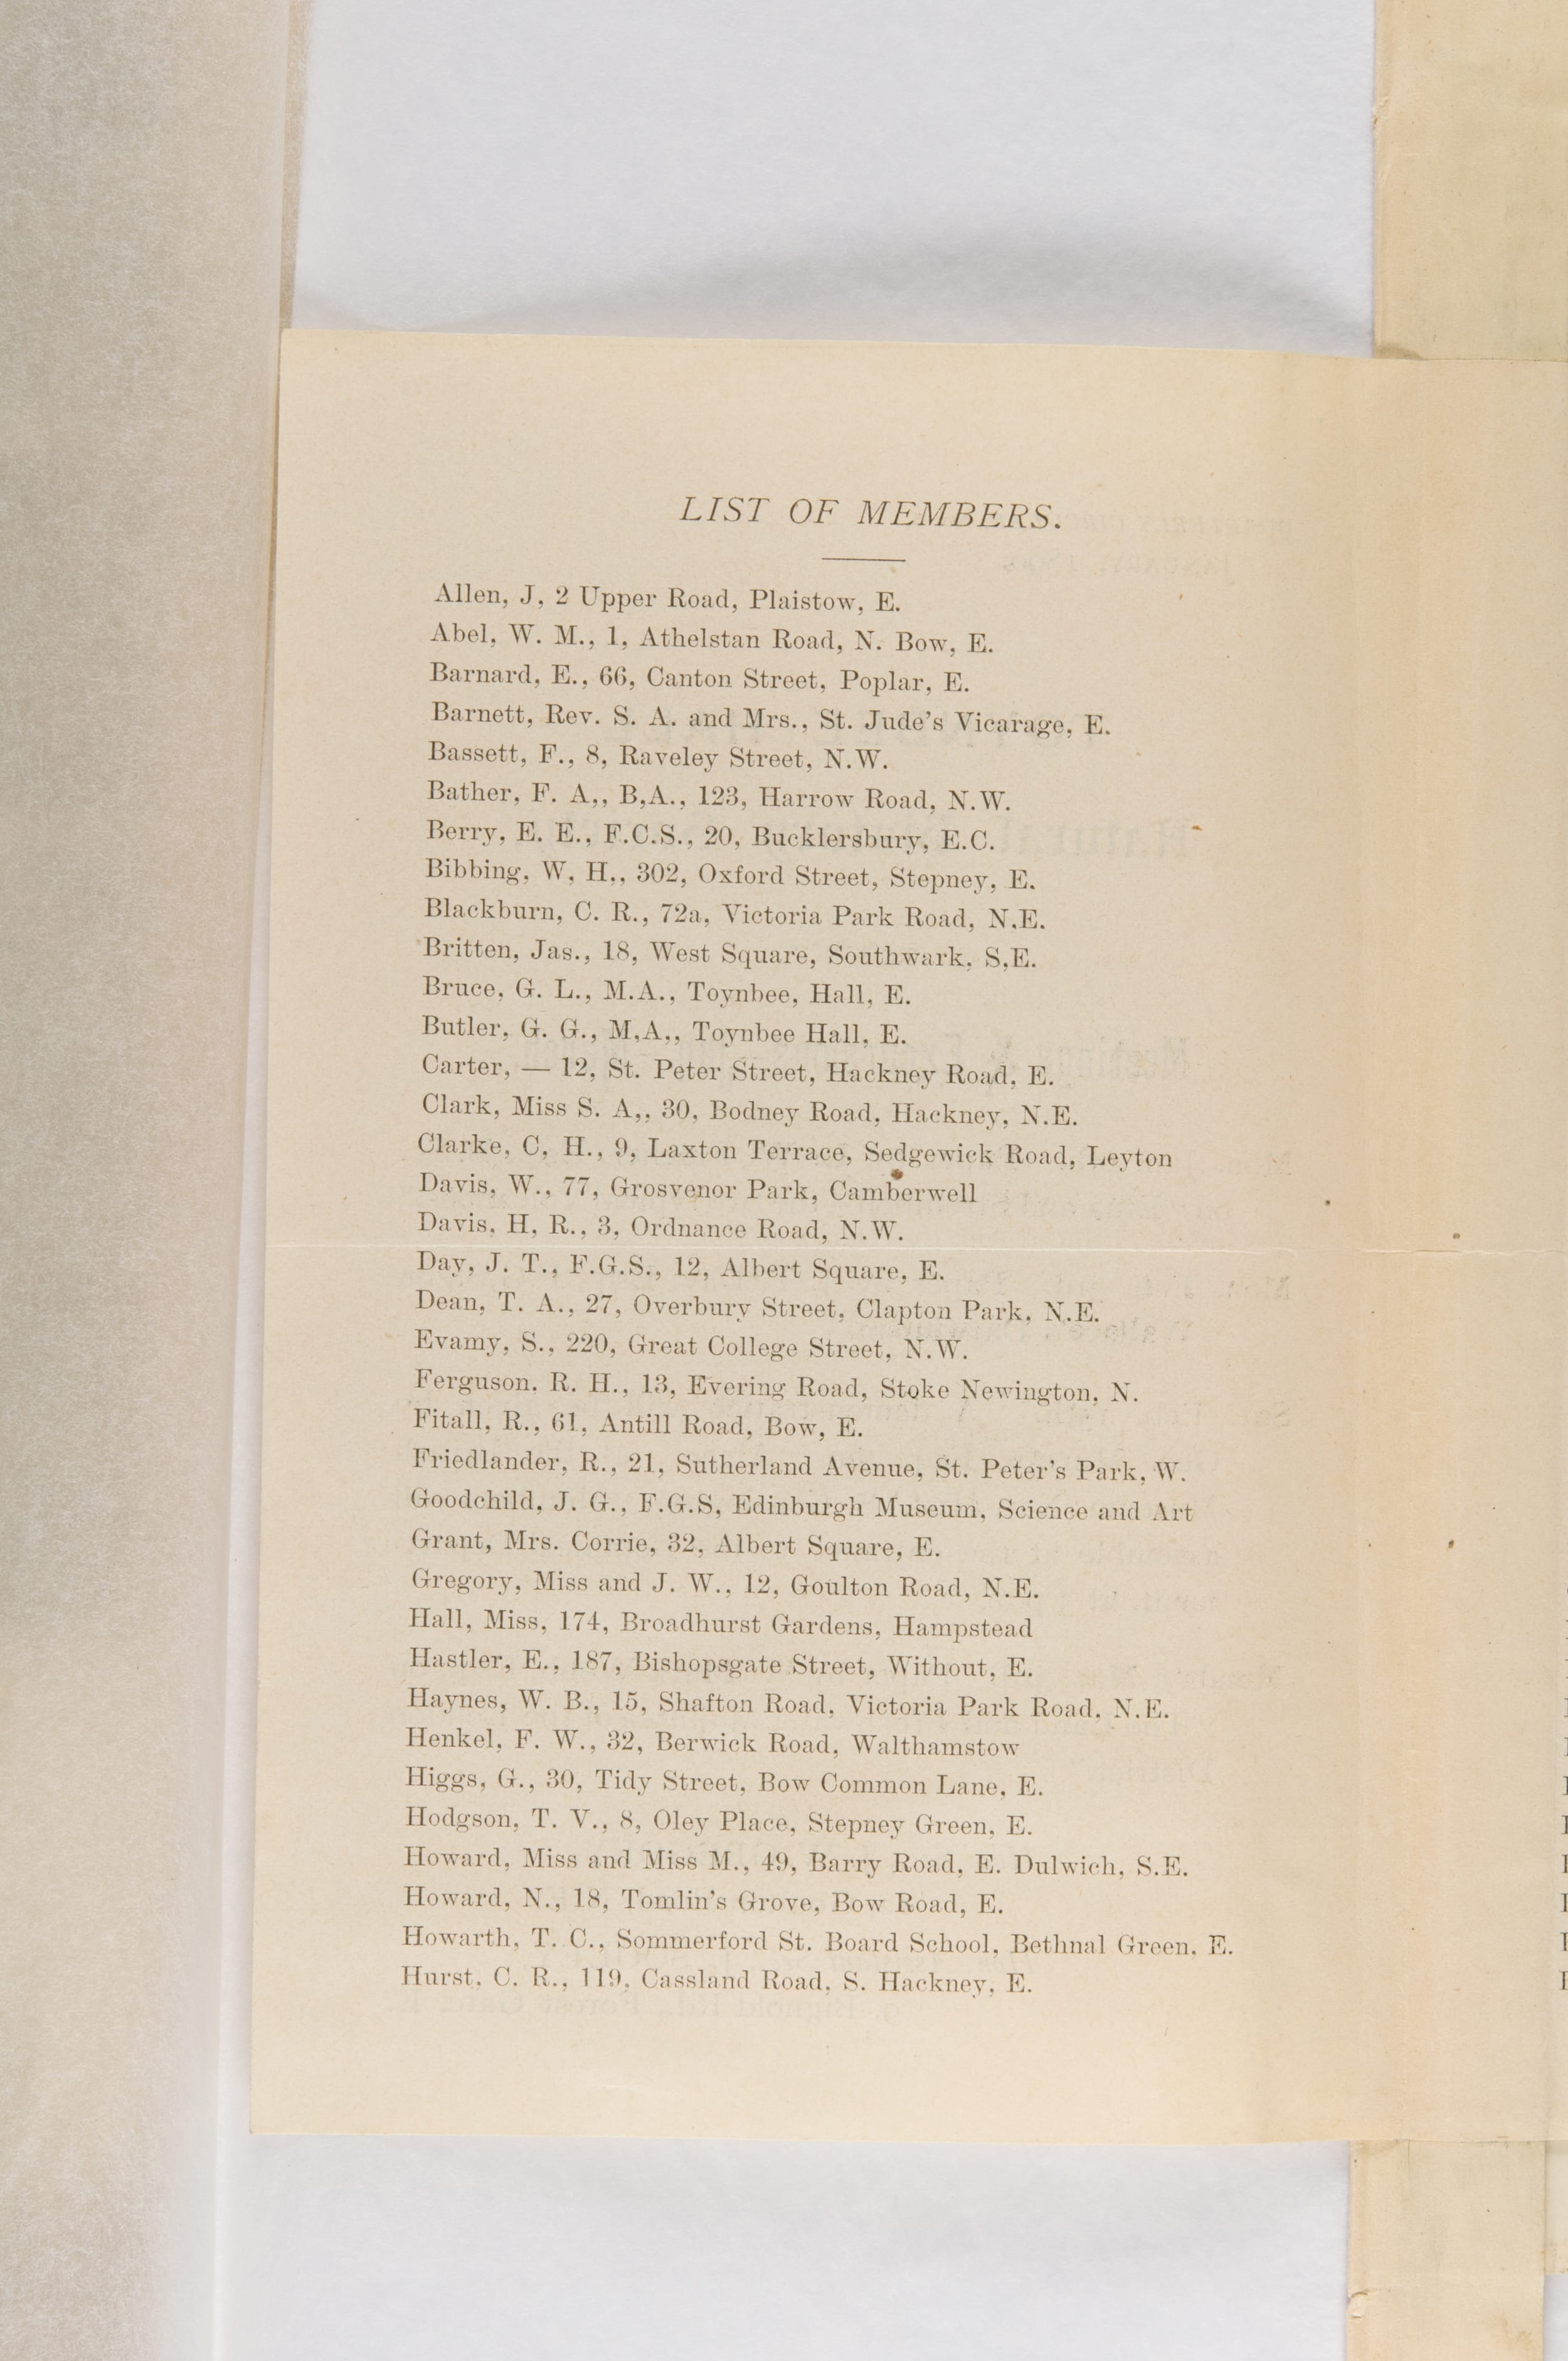 LIST OF MEMBERS.
Allen, J, 2 Upper Road, Plaistow, E.
Abel, W. M., 1, Athelstan Road, N. Bow, E.
Barnard, E., 66, Canton Street, Poplar, E.
Barnett, Rev. S. A. and Mrs., St. Jude's Vicarage, E.
Bassett, F., 8, Raveley Street, N.W.
Bather, F. A,, B,A., 123, Harrow Road, N.W.
Berry, E. E., F.C.S., 20, Bucklersbury, E.C.
Bibbing, W, H,, 302, Oxford Street, Stepney, E.
Blackburn, C. R., 72a, Victoria Park Road, N.E.
Britten, Jas., 18, West Square, Southwark, S,E.
Bruce, G. L., M.A., Toynbee, Hall, E.
Butler, G. G., M,A,, Toynbee Hall, E.
Carter, — 12, St. Peter Street, Hackney Road, E.
Clark, Miss S. A,, 30, Bodney Road, Hackney, N.E.
Clarke, C, H., 9, Laxton Terrace, Sedgewick Road, Leyton
Davis, W., 77, Grosvenor Park, Camberwell
Davis, H, R., 3, Ordnance Road, N.W.
Day, J. T., F.G.S., 12, Albert Square, E.
Dean, T. A., 27, Overbury Street, Clapton Park, N.E.
Evamy, S., 220, Great College Street, N.W.
Ferguson. R. H., 13, Evering Road, Stoke Newington, N.
Fitall, R., 61, Antill Road, Bow, E.
Friedlander, R., 21, Sutherland Avenue, St. Peter's Park, W.
Goodchild, J. G., F.G.S, Edinburgh Museum, Science and Art
Grant, Mrs. Corrie, 32, Albert Square, E.
Gregory, Miss and J. W., 12, Goulton Road, N.E.
Hall, Miss, 174, Broadhurst Gardens, Hampstead
Hastler, E., 187, Bishopsgate Street, Without, E.
Haynes, W. B., 15, Shafton Road, Victoria Park Road, N.E.
Henkel, F. W., 32, Berwick Road, Walthamstow
Higgs, G., 30, Tidy Street, Bow Common Lane, E.
Hodgson, T. V., 8, Oley Place, Stepney Green, E.
Howard, Miss and Miss M., 49, Barry Road, E. Dulwich, S.E.
Howard, N., 18, Tomlin's Grove, Bow Road, E.
Howarth, T. C., Sommerford St. Board School, Bethnal Green, E.
Hurst, C. R., 119, Cassland Road, S. Hackney, E.